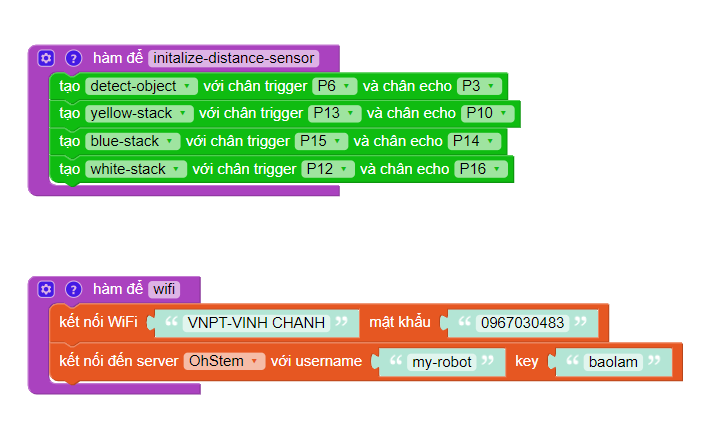 hàm để initalize-distance-sensor
tạo detect-object với chân trigger P6 và chân echo P3
tạo yellow-stack với chân trigger P13 và chân echo P10
tạo blue-stack với chân trigger P15 và chân echo P14
tạo white-stack với chân trigger P12 và chân echo P16
hàm để wifi
kết nối WiFi “ VNPT-VINH CHANH ” mật khẩu “ 0967030483 ”
kết nối đến server OhStem với username “ my-robot ” key “ baolam ”